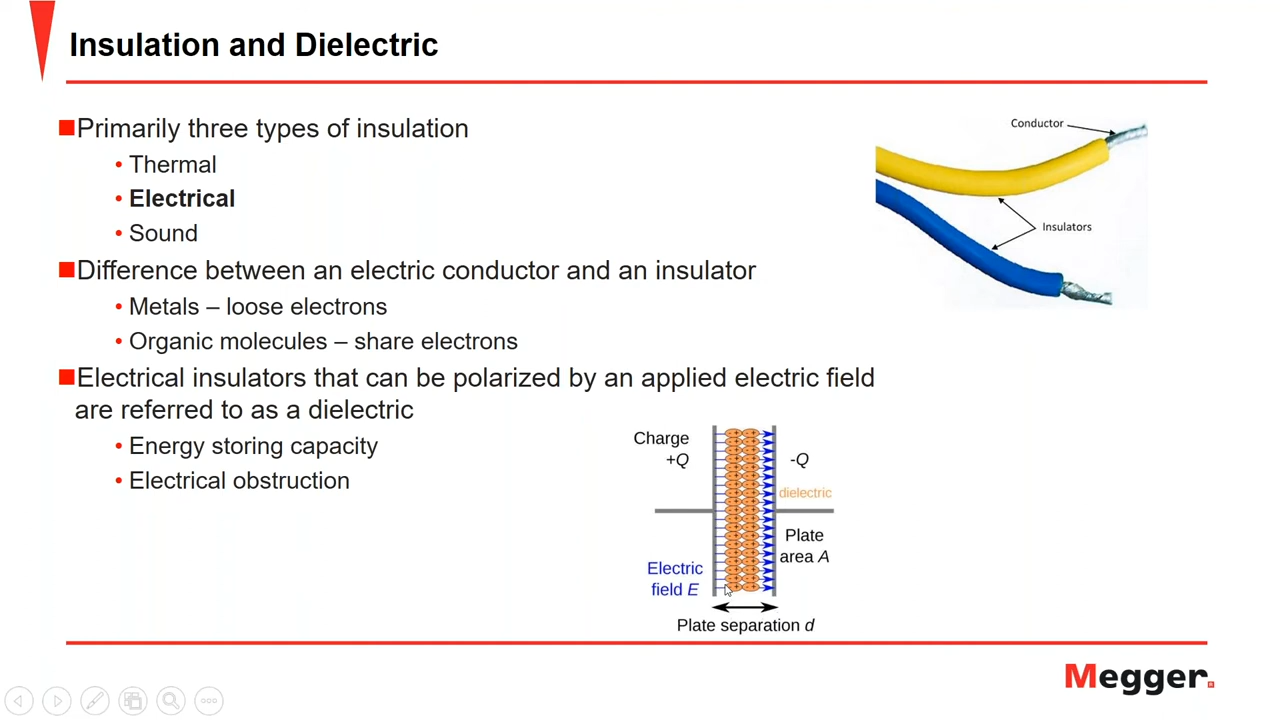 Insulation and Dielectric
Primarily three types of insulation
• Thermal
• Electrical
• Sound
Difference between an electric conductor and an insulator
• Metals – loose electrons
• Organic molecules – share electrons
Electrical insulators that can be polarized by an applied electric field
are referred to as a dielectric
• Energy storing capacity
• Electrical obstruction
Conductor
Insulators
Charge
+Q
-Q
dielectric
Plate
area A
Electric
field E
Plate separation d
Megger